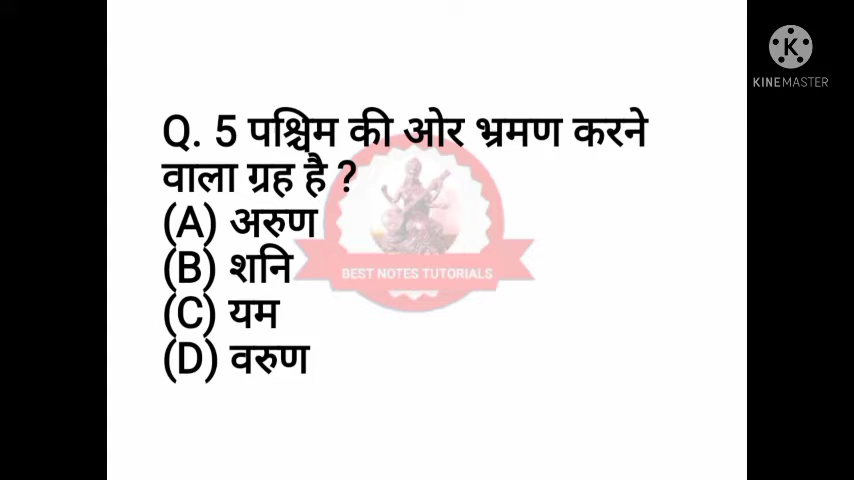 K
KINEMASTER
Q. 5 पश्चिम की ओर भ्रमण करने
वाला ग्रह है ?
(A) अरुण
(B) शनि
(C) यम
(D) वरुण
BEST NOTES TUTORIALS